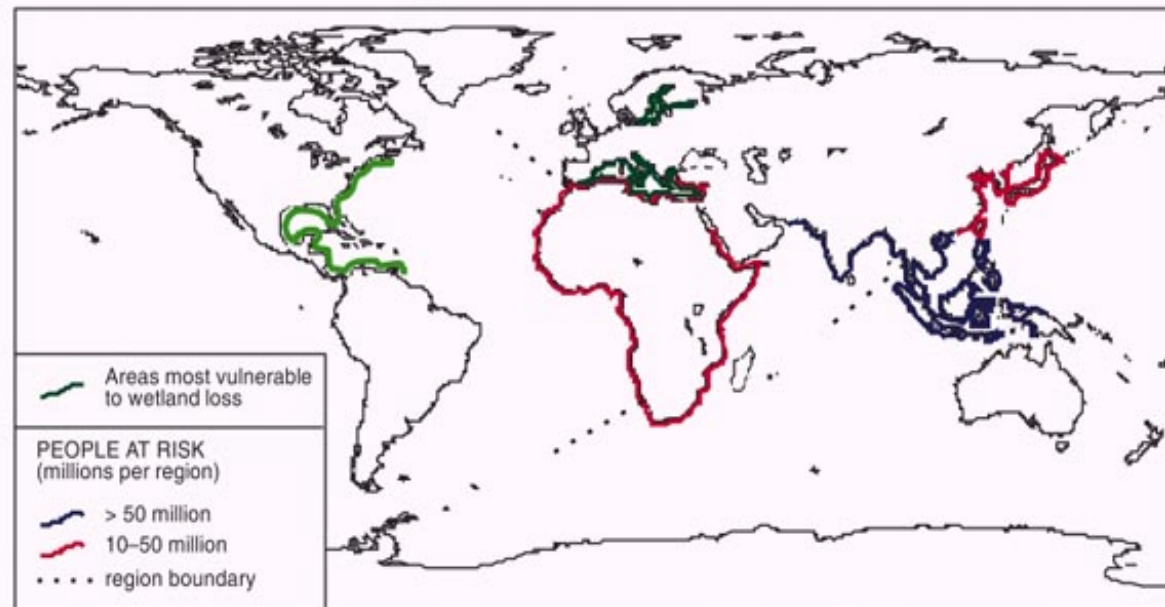 Areas most vulnerable
to wetland loss
PEOPLE AT RISK
(millions per region)
> 50 million
10–50 million
region boundary